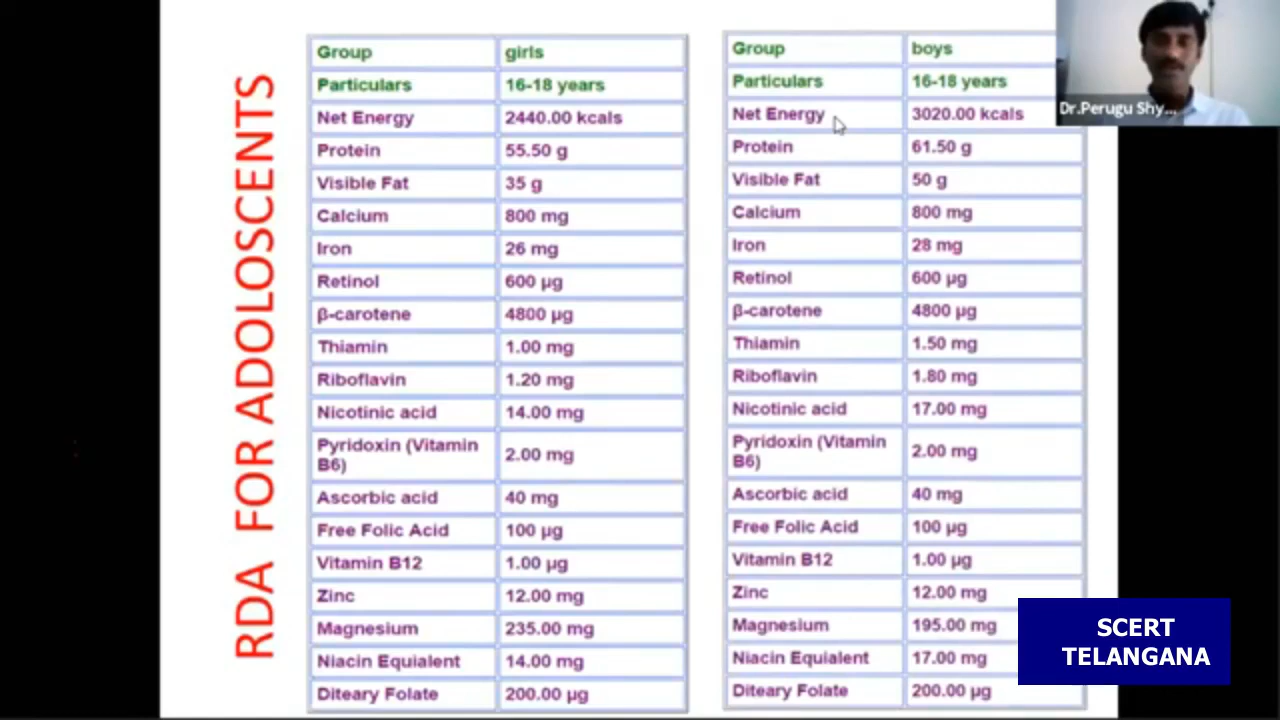 RDA FOR ADOLOSCENTS
Group girls
Particulars 16-18 years
Net Energy 2440.00 kcals
Protein 55.50 g
Visible Fat 35 g
Calcium 800 mg
Iron 26 mg
Retinol 600 µg
β-carotene 4800 µg
Thiamin 1.00 mg
Riboflavin 1.20 mg
Nicotinic acid 14.00 mg
Pyridoxin (Vitamin
B6) 2.00 mg
Ascorbic acid 40 mg
Free Folic Acid 100 µg
Vitamin B12 1.00 µg
Zinc 12.00 mg
Magnesium 235.00 mg
Niacin Equialent 14.00 mg
Diteary Folate 200.00 µg
Group boys
Particulars 16-18 years
Net Energy 3020.00 kcals
Protein 61.50 g
Visible Fat 50 g
Calcium 800 mg
Iron 28 mg
Retinol 600 µg
β-carotene 4800 µg
Thiamin 1.50 mg
Riboflavin 1.80 mg
Nicotinic acid 17.00 mg
Pyridoxin (Vitamin
B6) 2.00 mg
Ascorbic acid 40 mg
Free Folic Acid 100 µg
Vitamin B12 1.00 µg
Zinc 12.00 mg
Magnesium 195.00 mg
Niacin Equialent 17.00 mg
Diteary Folate 200.00 µg
Dr.Perugu Shy...
SCERT
TELANGANA